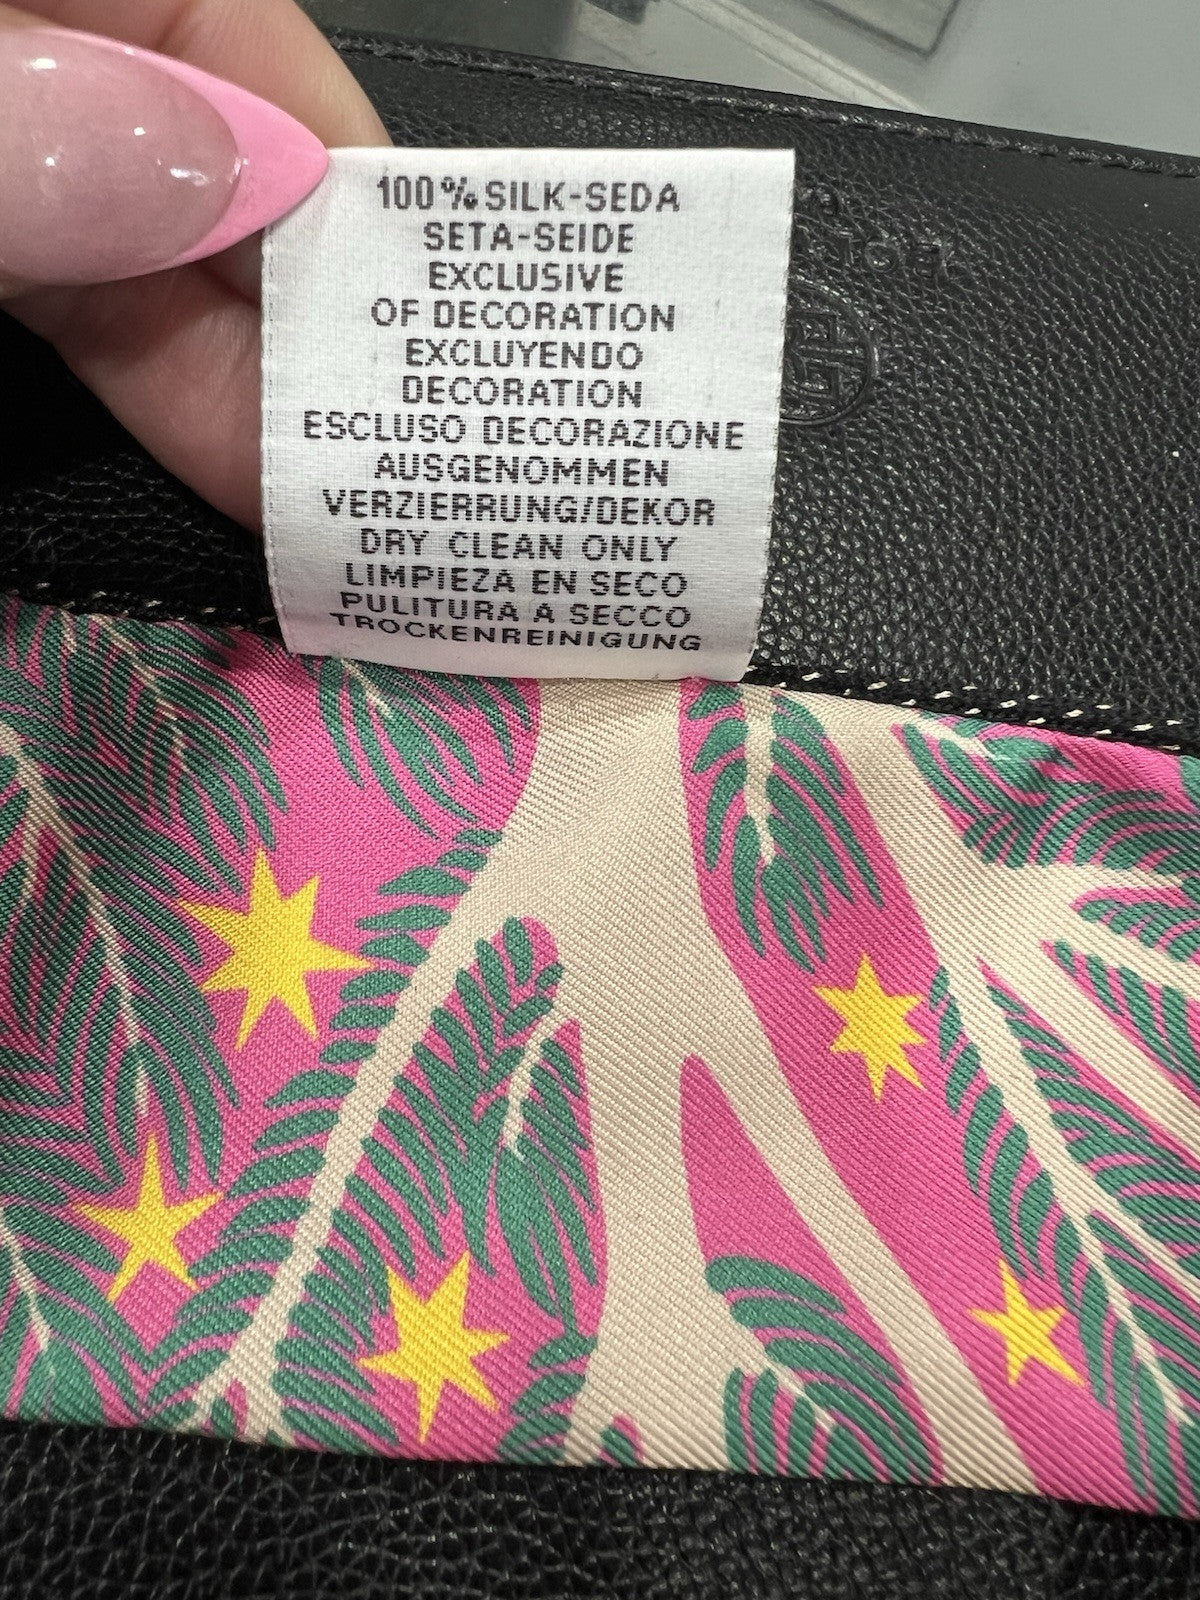 100% SILK-SEDA
SETA-SEIDE
EXCLUSIVE
OF DECORATION
EXCLUYENDO
DECORATION
ESCLUSO DECORAZIONE
AUSGENOMMEN
VERZIERRUNG/DEKOR
DRY CLEAN ONLY
LIMPIEZA EN SECO
PULITURA A SECCO
TROCKENREINIGUNG